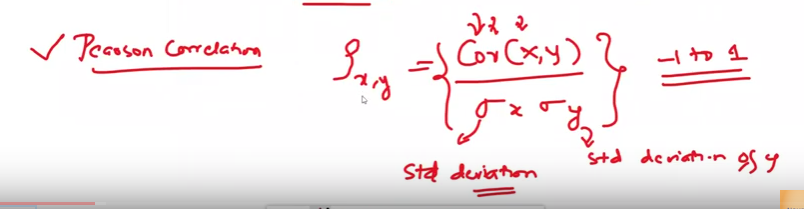 ✓ Pearson Correlation ρx,y = { Cov(x,y) / σx σy } -1 to 1
std deviation std deviation of y